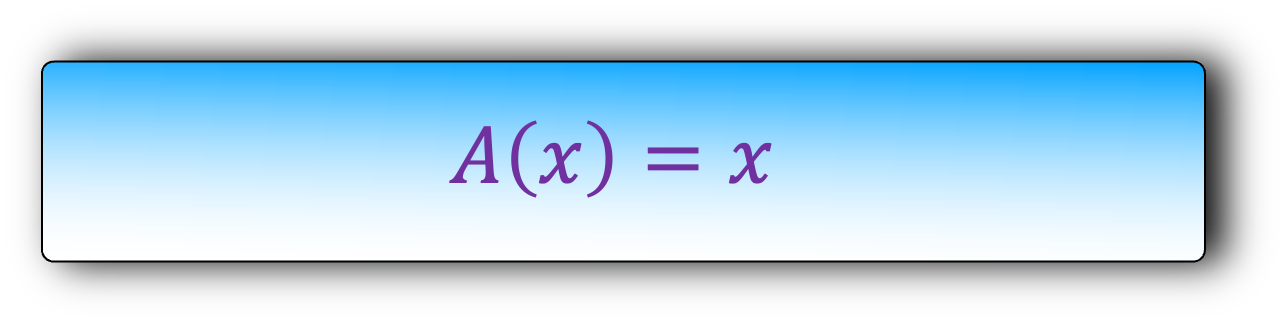 A(x) = x